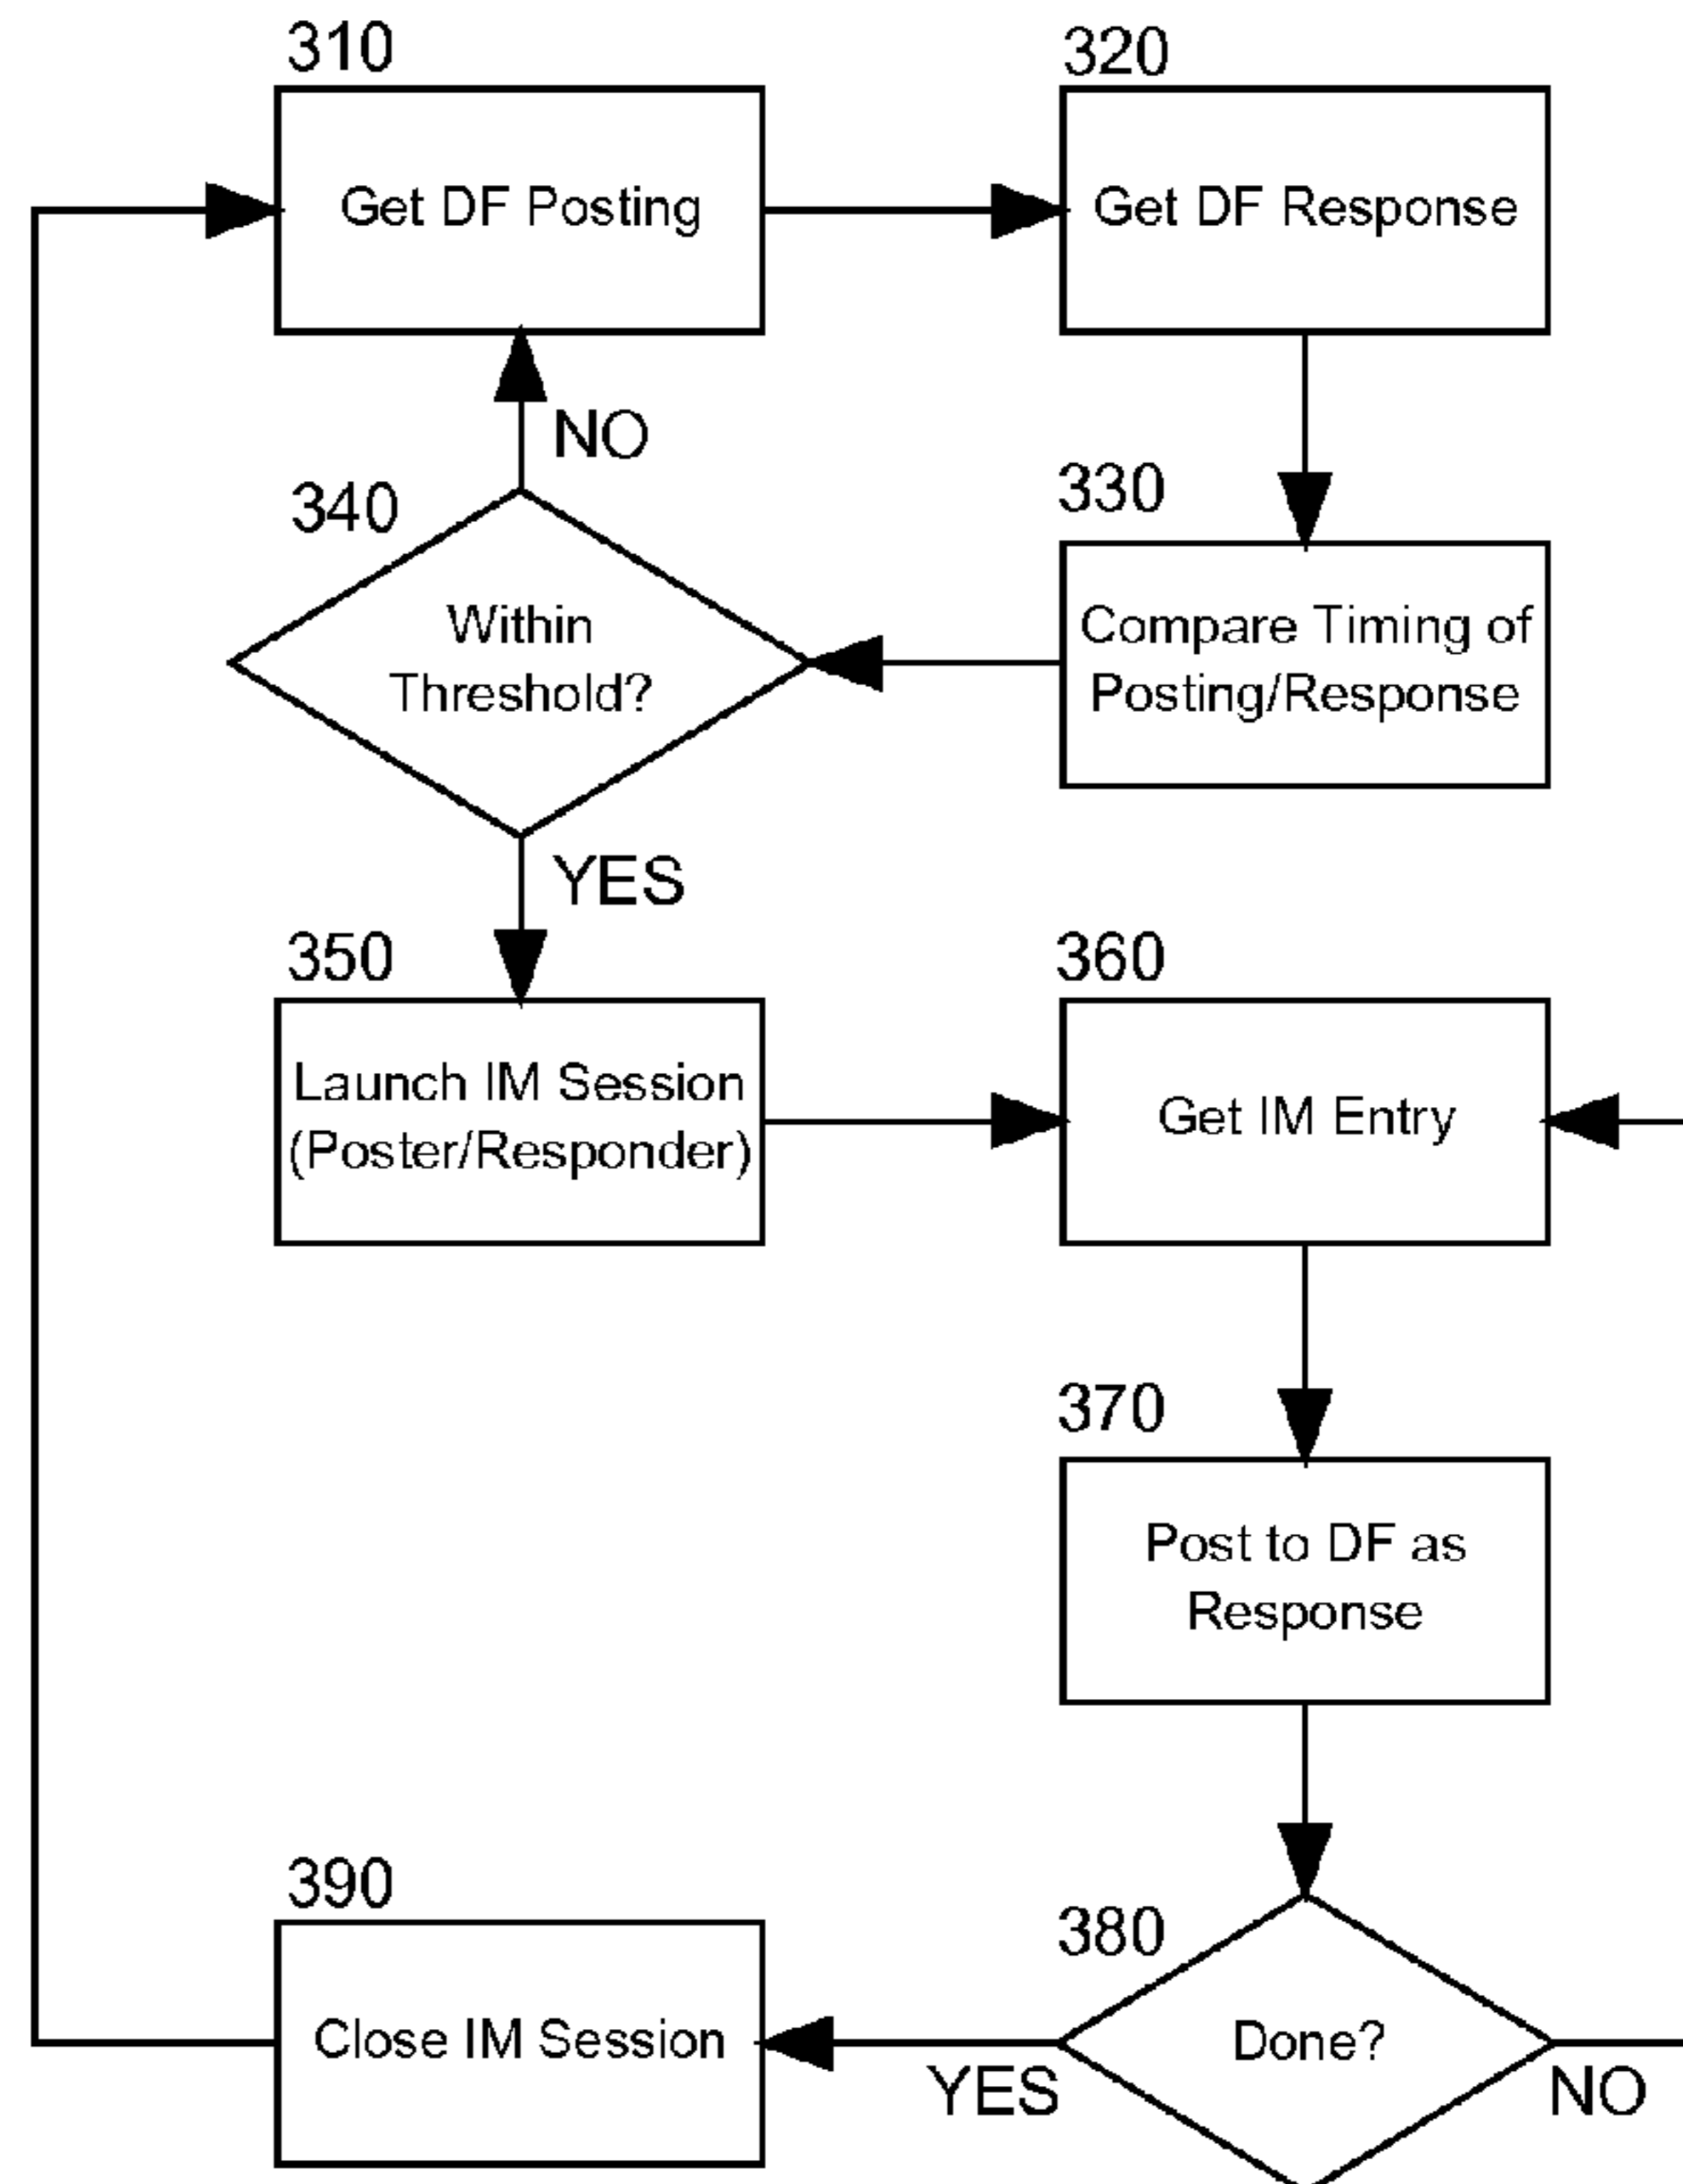 310
Get DF Posting
320
Get DF Response
NO
340
Within
Threshold?
330
Compare Timing of
Posting/Response
YES
350
Launch IM Session
(Poster/Responder)
360
Get IM Entry
370
Post to DF as
Response
390
Close IM Session
380
Done?
YES
NO